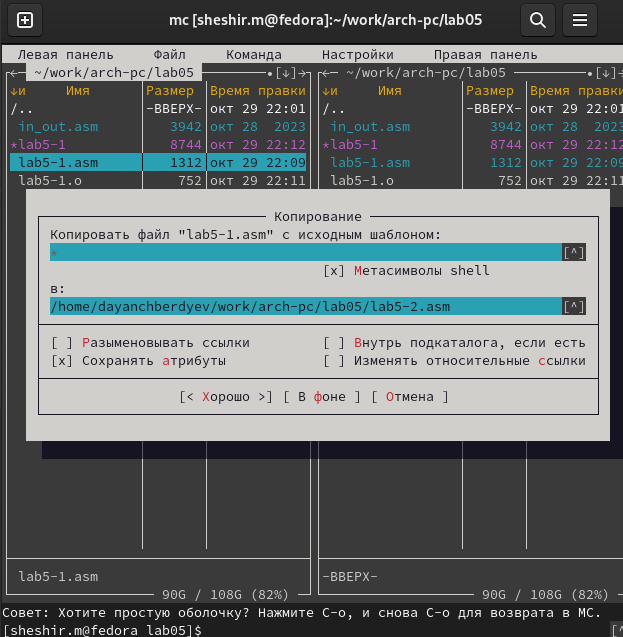 mc [sheshir.m@fedora]:~/work/arch-pc/lab05
Левая панель Файл Команда Настройки Правая панель
~/work/arch-pc/lab05 [↓] ~/work/arch-pc/lab05 [↓]
↓и Имя Размер Время правки ↓и Имя Размер Время правки
/.. -ВВЕРХ- окт 29 22:01 /.. -ВВЕРХ- окт 29 22:01
in_out.asm 3942 окт 28 2023 in_out.asm 3942 окт 28 2023
*lab5-1 8744 окт 29 22:12 *lab5-1 8744 окт 29 22:12
lab5-1.asm 1312 окт 29 22:09 lab5-1.asm 1312 окт 29 22:09
lab5-1.o 752 окт 29 22:11 lab5-1.o 752 окт 29 22:11
Копирование
Копировать файл "lab5-1.asm" с исходным шаблоном:
* [^]
[x] Метасимволы shell
в:
/home/dayanchberdyev/work/arch-pc/lab05/lab5-2.asm [^]
[ ] Разыменовывать ссылки [ ] Внутрь подкаталога, если есть
[x] Сохранять атрибуты [ ] Изменять относительные ссылки
[< Хорошо >] [ В фоне ] [ Отмена ]
lab5-1.asm -ВВЕРХ-
90G / 108G (82%) 90G / 108G (82%)
Совет: Хотите простую оболочку? Нажмите C-o, и снова C-o для возврата в MC.
[sheshir.m@fedora lab05]$ [^